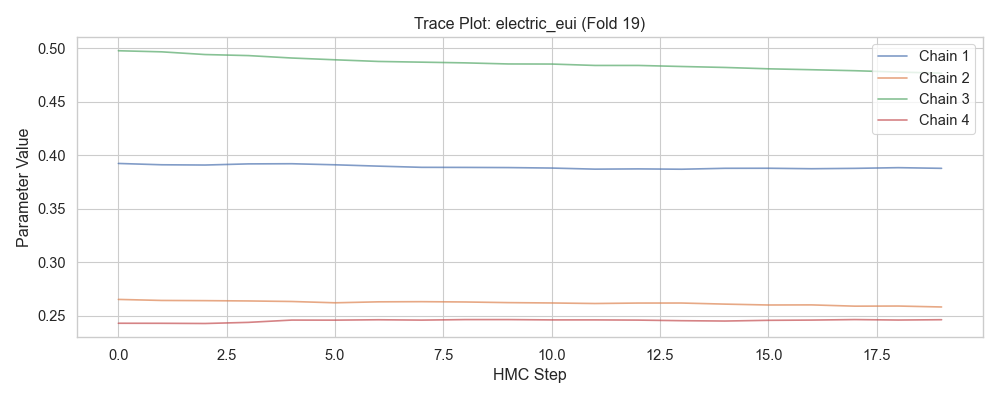 Trace Plot: electric_eui (Fold 19)
Parameter Value
0.50
0.45
0.40
0.35
0.30
0.25
Chain 1
Chain 2
Chain 3
Chain 4
0.0 2.5 5.0 7.5 10.0 12.5 15.0 17.5
HMC Step